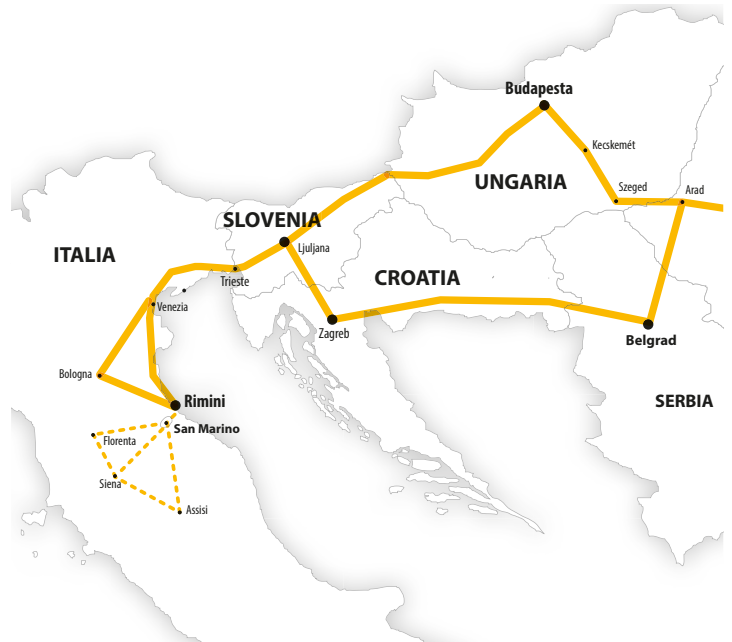 Budapesta
Kecskemét
UNGARIA
Szeged
Arad
SLOVENIA
Ljuljana
ITALIA
Trieste
CROATIA
Venezia
Zagreb
Belgrad
Bologna
Rimini
SERBIA
San Marino
Florenta
Siena
Assisi